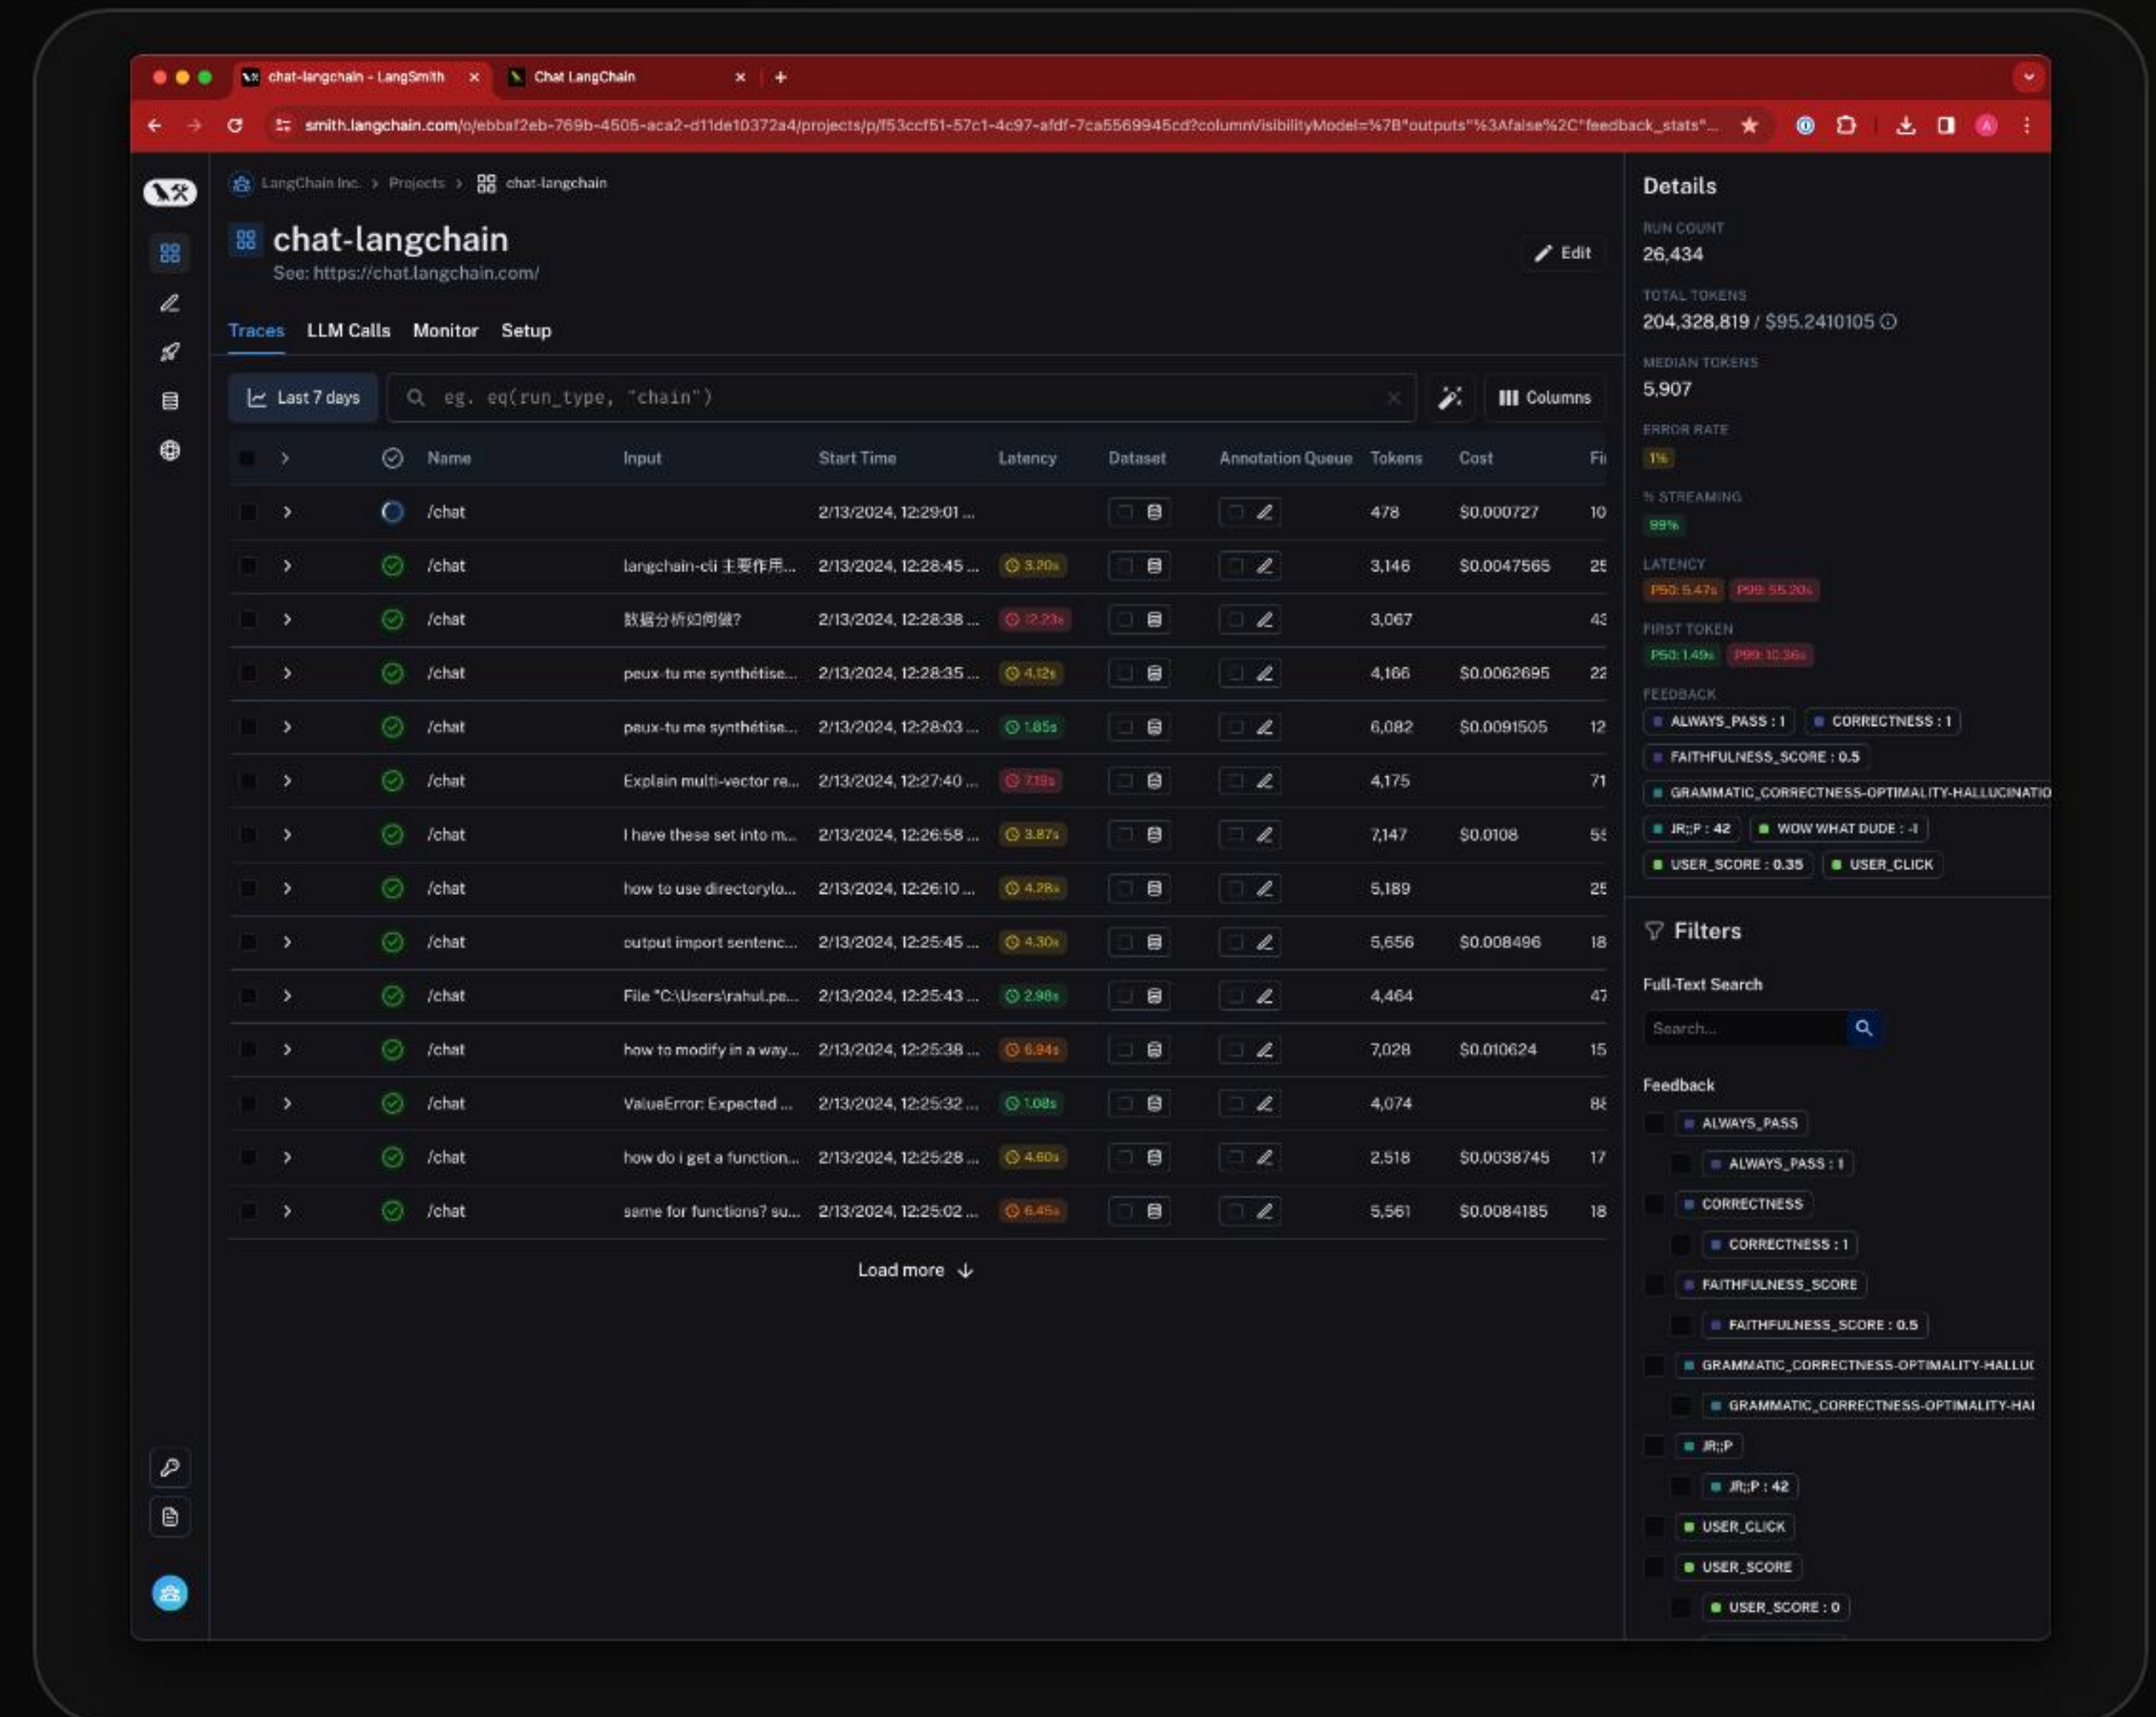 chat-langchain - LangSmith
Chat LangChain
smith.langchain.com/o/ebbaf2eb-769b-4505-aca2-d11de10372a4/projects/p/f53ccf51-57c1-4c97-afdf-7ca5569945cd?columnVisibilityModel=%7B"outputs"%3Afalse%2C"feedback_stats"...
LangChain Inc. > Projects > chat-langchain
chat-langchain
See: https://chat.langchain.com/
Edit
Traces LLM Calls Monitor Setup
Last 7 days
eg. eq(run_type, "chain")
Columns
Name Input Start Time Latency Dataset Annotation Queue Tokens Cost Fi
/chat 2/13/2024, 12:29:01 ... 478 $0.000727 10
/chat langchain-cli 主要作用... 2/13/2024, 12:28:45 ... 3.20s 3,146 $0.0047565 25
/chat 数据分析如何做? 2/13/2024, 12:28:38 ... 12.23s 3,067 43
/chat peux-tu me synthétise... 2/13/2024, 12:28:35 ... 4.12s 4,166 $0.0062695 22
/chat peux-tu me synthétise... 2/13/2024, 12:28:03 ... 1.85s 6,082 $0.0091505 12
/chat Explain multi-vector re... 2/13/2024, 12:27:40 ... 7.19s 4,175 71
/chat I have these set into m... 2/13/2024, 12:26:58 ... 3.87s 7,147 $0.0108
/chat how to use directorylo... 2/13/2024, 12:26:10 ... 4.28s 5,189 25
/chat output import sentenc... 2/13/2024, 12:25:45 ... 4.30s 5,656 $0.008496 18
/chat File "C:\Users\rahul.pe... 2/13/2024, 12:25:43 ... 2.98s 4,464 47
/chat how to modify in a way... 2/13/2024, 12:25:38 ... 6.94s 7,028 $0.010624 15
/chat ValueError: Expected ... 2/13/2024, 12:25:32 ... 1.08s 4,074
/chat how do i get a function... 2/13/2024, 12:25:28 ... 4.60s 2,518 $0.0038745 17
/chat same for functions? su... 2/13/2024, 12:25:02 ... 6.45s 5,561 $0.0084185 18
Load more
Details
RUN COUNT
26,434
TOTAL TOKENS
204,328,819 / $95.2410105
MEDIAN TOKENS
5,907
ERROR RATE
1%
% STREAMING
99%
LATENCY
P50: 5.47s P99: 55.20s
FIRST TOKEN
P50: 1.49s P99: 10.36s
FEEDBACK
ALWAYS_PASS : 1 CORRECTNESS : 1
FAITHFULNESS_SCORE : 0.5
GRAMMATIC_CORRECTNESS-OPTIMALITY-HALLUCINATIO
JR;;P : 42 WOW WHAT DUDE : -1
USER_SCORE : 0.35 USER_CLICK
Filters
Full-Text Search
Search...
Feedback
ALWAYS_PASS
ALWAYS_PASS : 1
CORRECTNESS
CORRECTNESS : 1
FAITHFULNESS_SCORE
FAITHFULNESS_SCORE : 0.5
GRAMMATIC_CORRECTNESS-OPTIMALITY-HALLUC
GRAMMATIC_CORRECTNESS-OPTIMALITY-HAL
JR;;P
JR;;P : 42
USER_CLICK
USER_SCORE
USER_SCORE : 0